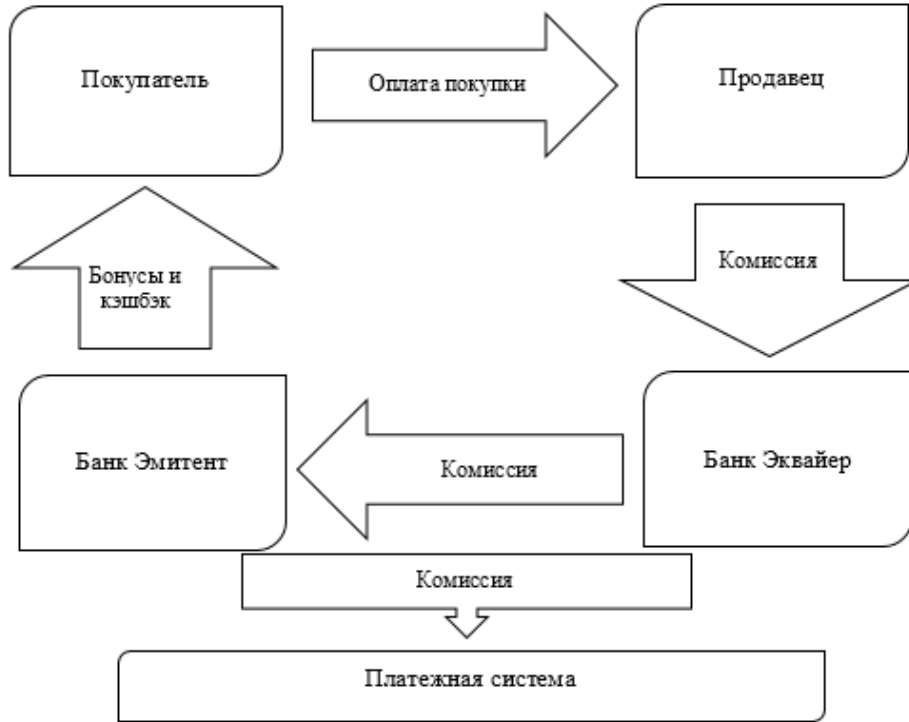 Покупатель
Оплата покупки
Продавец
Бонусы и
кэшбэк
Комиссия
Банк Эмитент
Комиссия
Банк Эквайер
Комиссия
Платежная система